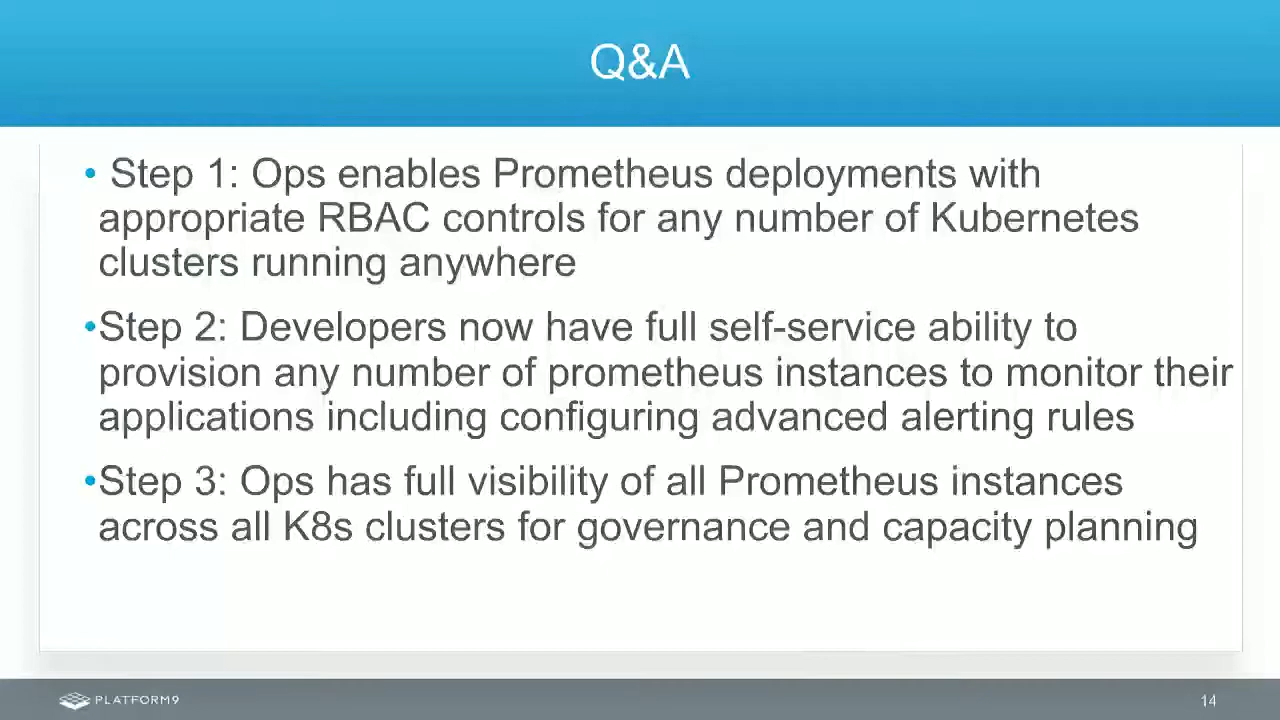 Q&A
• Step 1: Ops enables Prometheus deployments with
appropriate RBAC controls for any number of Kubernetes
clusters running anywhere
•Step 2: Developers now have full self-service ability to
provision any number of prometheus instances to monitor their
applications including configuring advanced alerting rules
•Step 3: Ops has full visibility of all Prometheus instances
across all K8s clusters for governance and capacity planning
PLATFORM9
14